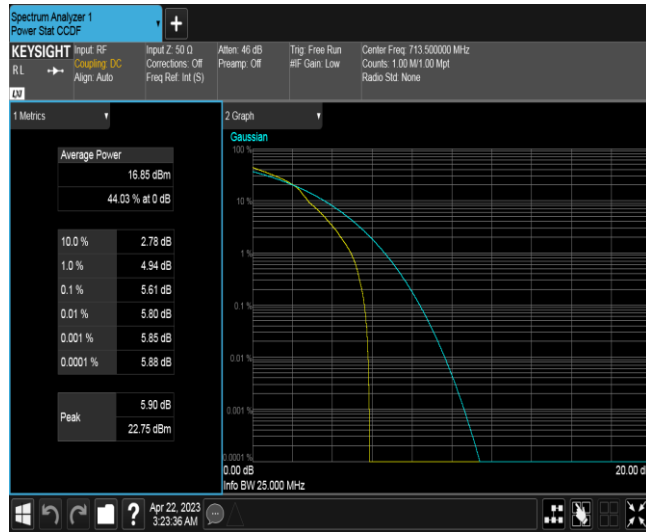 Spectrum Analyzer 1
Power Stat CCDF
KEYSIGHT
RL
LXI
Input: RF
Coupling: DC
Align: Auto
Input Z: 50 Ω
Corrections: Off
Freq Ref: Int (S)
Atten: 46 dB
Preamp: Off
Trig: Free Run
#IF Gain: Low
Center Freq: 713.500000 MHz
Counts: 1.00 M/1.00 Mpt
Radio Std: None
1 Metrics
Average Power
16.85 dBm
44.03 % at 0 dB
10.0 % 2.78 dB
1.0 % 4.94 dB
0.1 % 5.61 dB
0.01 % 5.80 dB
0.001 % 5.85 dB
0.0001 % 5.88 dB
Peak
5.90 dB
22.75 dBm
2 Graph
Gaussian
100 %
10 %
1 %
0.1 %
0.01 %
0.001 %
0.0001 %
0.00 dB
20.00 d
Info BW 25.000 MHz
?
Apr 22, 2023
3:23:36 AM